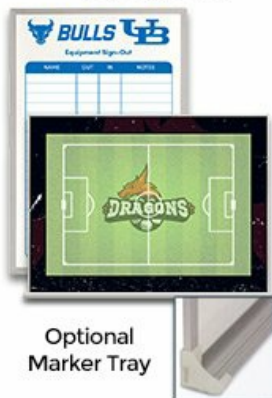 BULLS UB
Equipment Sign-Out
NAME OUT IN NOTES
DRAGONS
Optional
Marker Tray